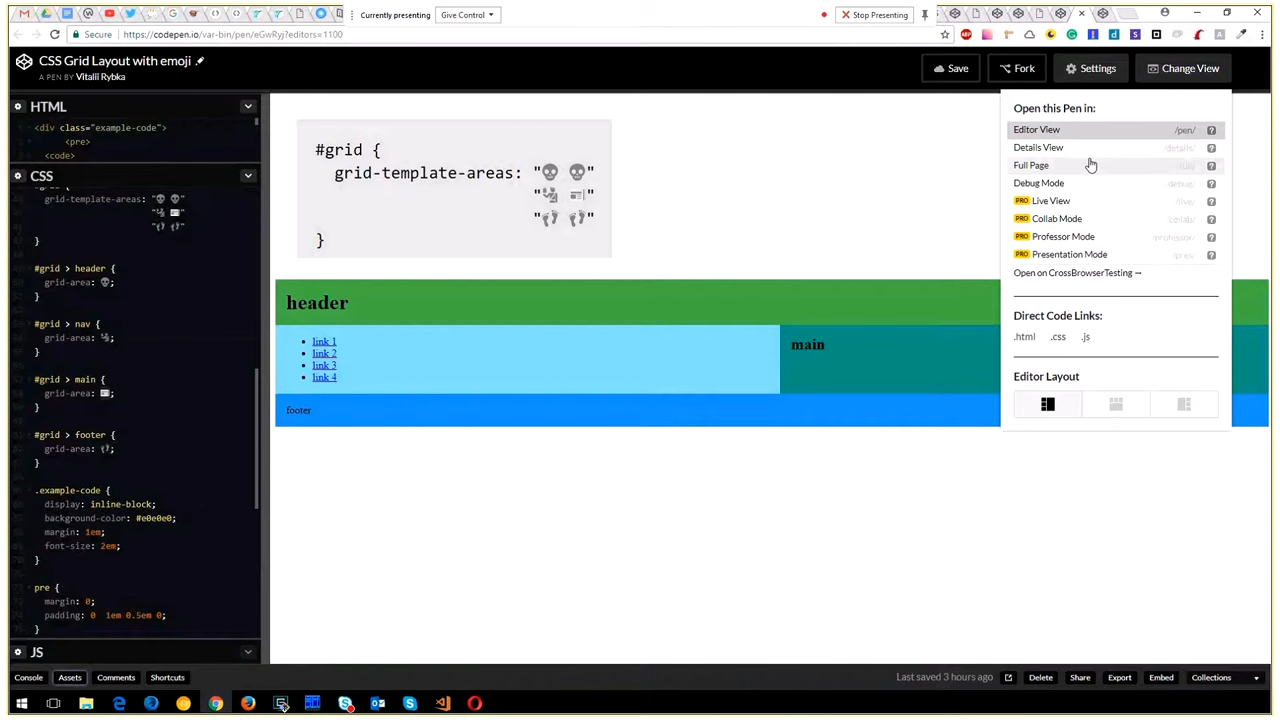 Currently presenting
Give Control
Stop Presenting
Secure
https://codepen.io/var-bin/pen/eGwRyj?editors=1100
CSS Grid Layout with emoji
A PEN BY Vitalii Rybka
Save
Fork
Settings
Change View
HTML
<div class="example-code">
<pre>
<code>
CSS
grid-template-areas: "💀 💀"
}
#grid > header {
grid-area: 💀;
}
#grid > nav {
grid-area:
}
#grid > main {
grid-area:
}
#grid > footer {
grid-area: 👣;
}
.example-code {
display: inline-block;
background-color: #e0e0e0;
margin: 1em;
font-size: 2em;
}
pre {
margin: 0;
padding: 0 1em 0.5em 0;
}
JS
#grid {
grid-template-areas: "💀 💀"
"👣 👣"
}
header
link 1
link 2
link 3
link 4
main
footer
Open this Pen in:
Editor View /pen/
Details View /details/
Full Page /full/
Debug Mode /debug/
PRO Live View /live/
PRO Collab Mode /collab/
PRO Professor Mode /professor/
PRO Presentation Mode /pres/
Open on CrossBrowserTesting →
Direct Code Links:
.html .css .js
Editor Layout
Console
Assets
Comments
Shortcuts
Last saved 3 hours ago
Delete
Share
Export
Embed
Collections